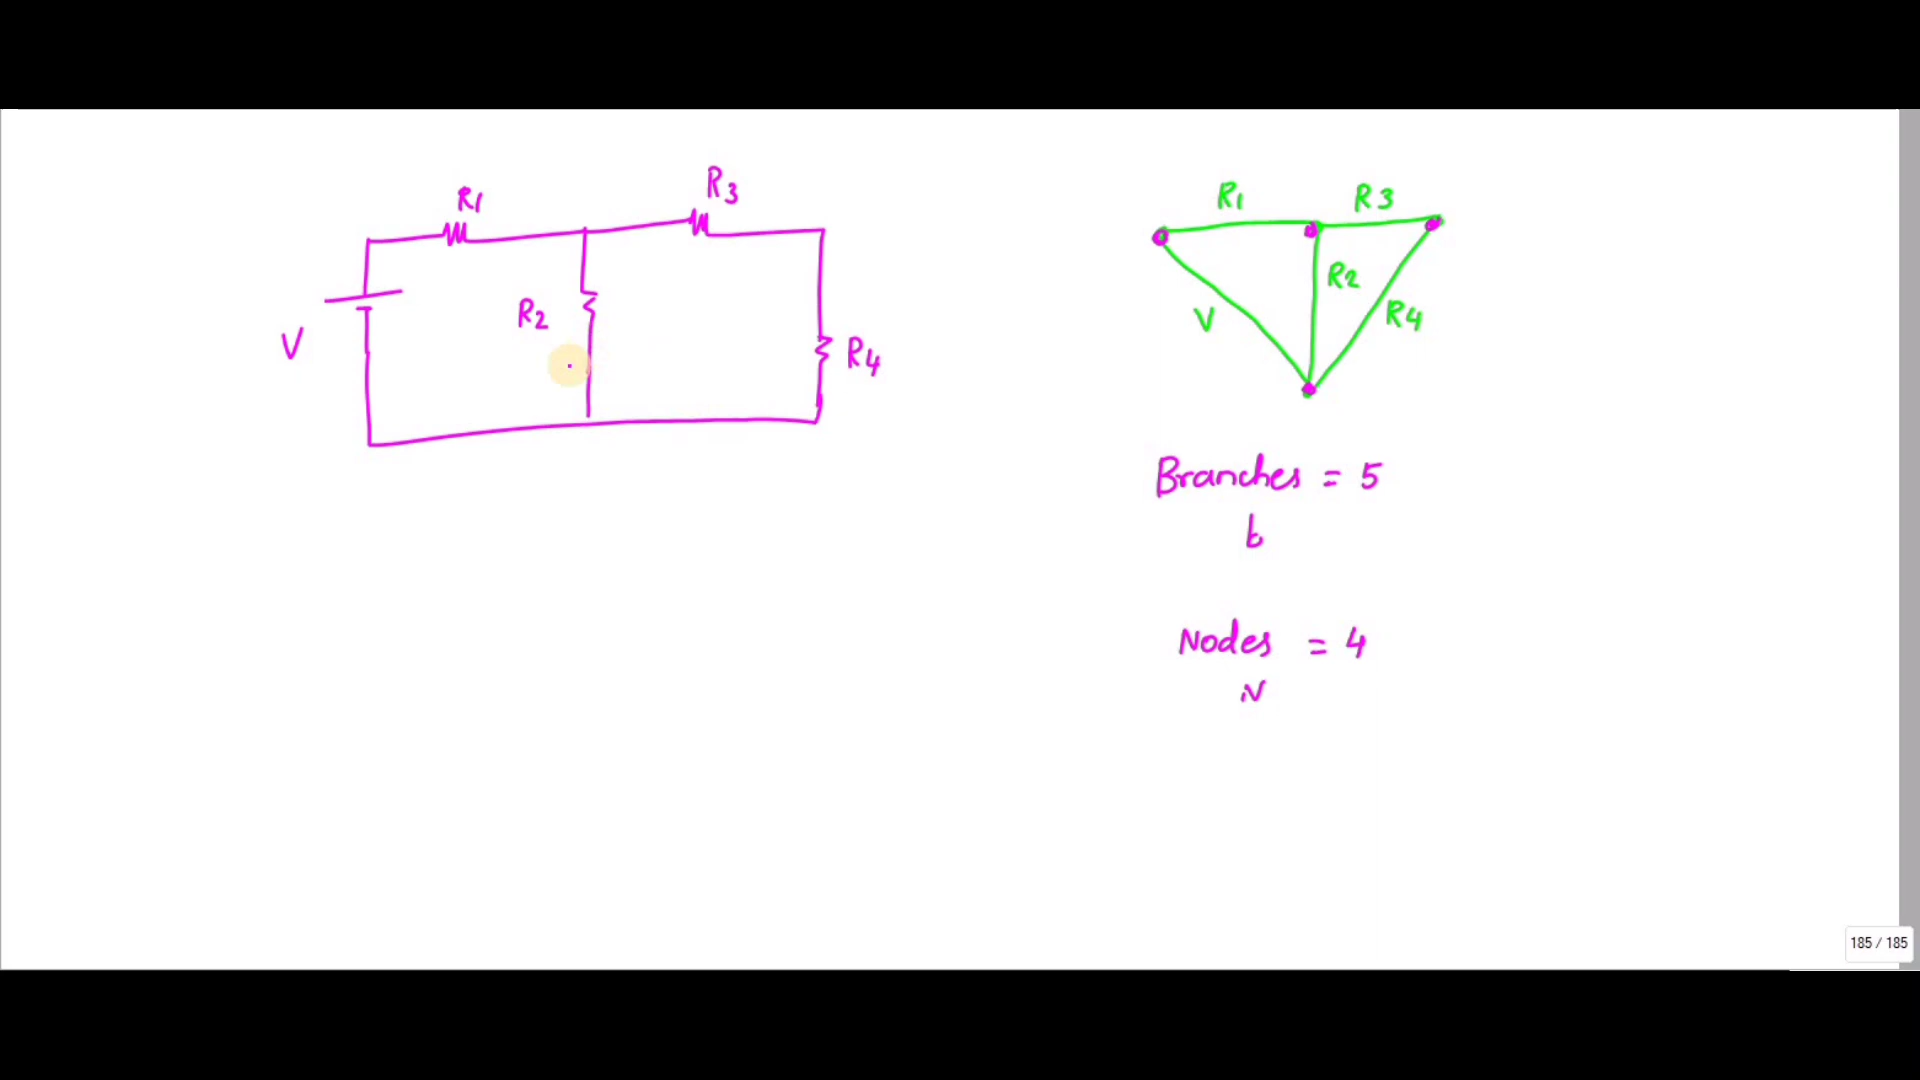 R1
R3
V
R2
R4
R1
R3
V
R2
R4
Branches = 5
b
Nodes = 4
N
185 / 185